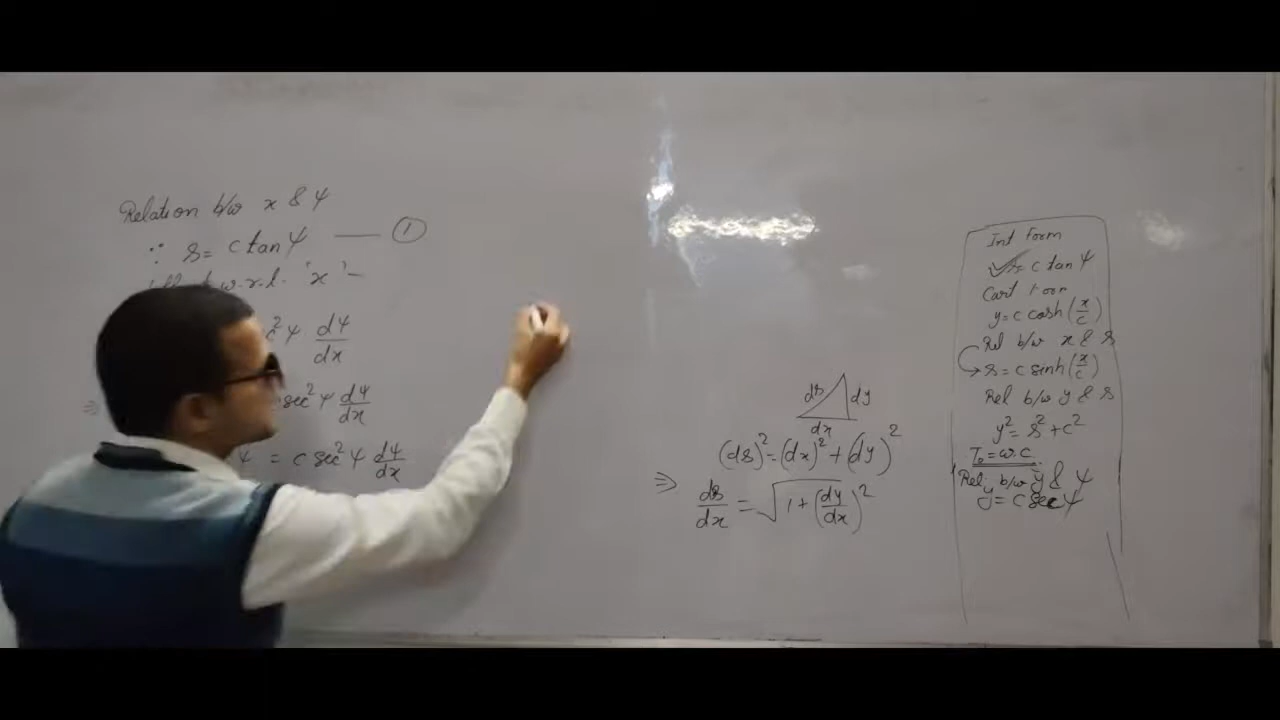 Relation b/w x & ψ
∵ s = c tan ψ —— ①
w.r.t. 'x' –
² ψ dψ/dx
⇒ sec² ψ dψ/dx
ψ = c sec² ψ dψ/dx
ds dy
dx
(ds)² = (dx)² + (dy)²
⇒ ds/dx = √(1 + (dy/dx)²)
Int Form
✓ s = c tan ψ
Cart Form
y = c cosh(x/c)
Rel b/w x & s
→ s = c sinh(x/c)
Rel b/w y & s
y² = s² + c²
T₀ = w.c
Rel b/w y & ψ
y = c sec ψ